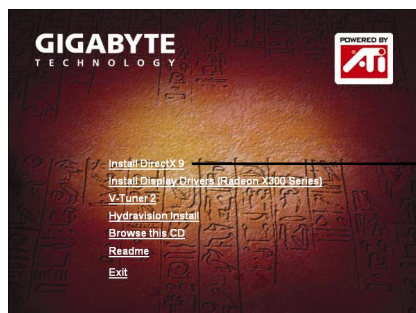 GIGABYTE
TECHNOLOGY
POWERED BY
ATi
Install DirectX 9
Install Display Drivers (Radeon X300 Series)
V-Tuner 2
Hydravision Install
Browse this CD
Readme
Exit